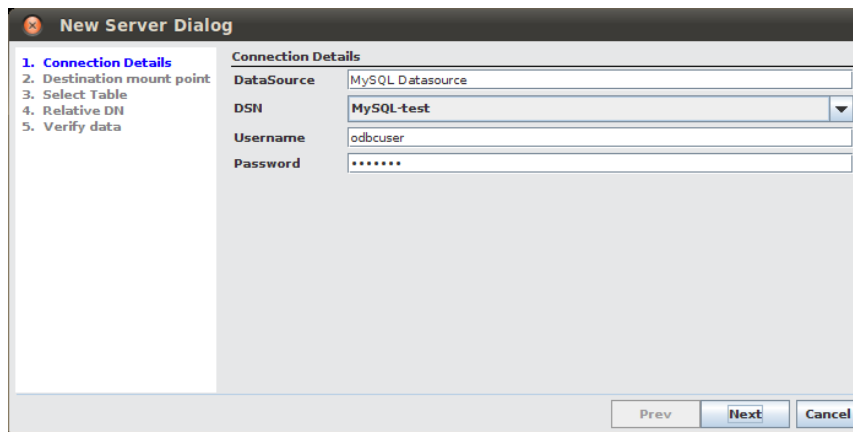 New Server Dialog
1. Connection Details
2. Destination mount point
3. Select Table
4. Relative DN
5. Verify data
Connection Details
DataSource MySQL Datasource
DSN MySQL-test
Username odbcuser
Password •••••••
Prev Next Cancel